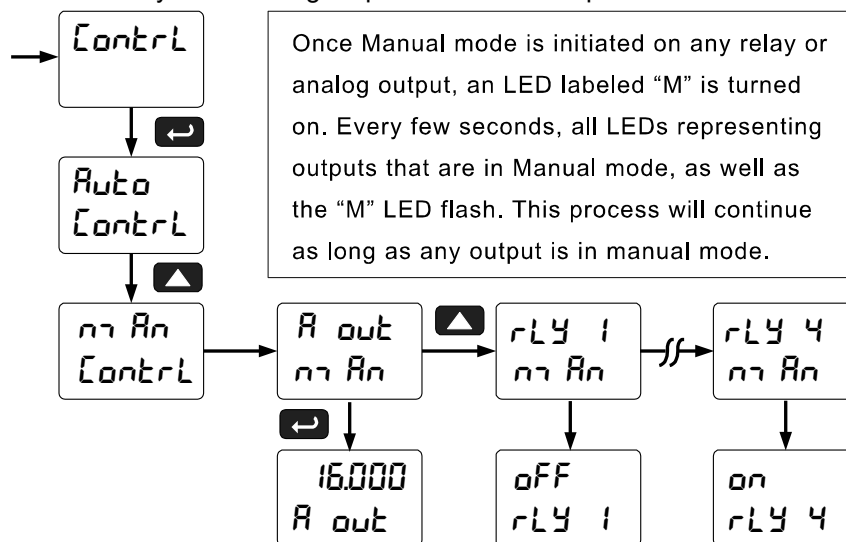 Contrl
Once Manual mode is initiated on any relay or
analog output, an LED labeled “M” is turned
on. Every few seconds, all LEDs representing
outputs that are in Manual mode, as well as
the “M” LED flash. This process will continue
as long as any output is in manual mode.
Auto
Contrl
mAn
Contrl
A out
mAn
rLY 1
mAn
rLY 4
mAn
16.000
A out
oFF
rLY 1
on
rLY 4